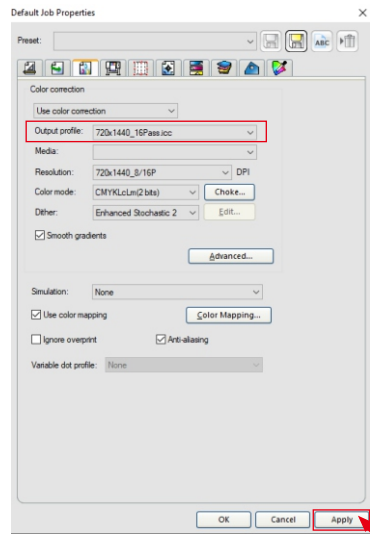 Default Job Properties
Preset:
ABC
Color correction
Use color correction
Output profile: 720x1440_16Pass.icc
Media:
Resolution: 720x1440_8/16P DPI
Color mode: CMYKLcLm(2 bits) Choke...
Dither: Enhanced Stochastic 2 Edit...
Smooth gradients
Advanced...
Simulation: None
Use color mapping Color Mapping...
Ignore overprint Anti-aliasing
Variable dot profile: None
OK Cancel Apply